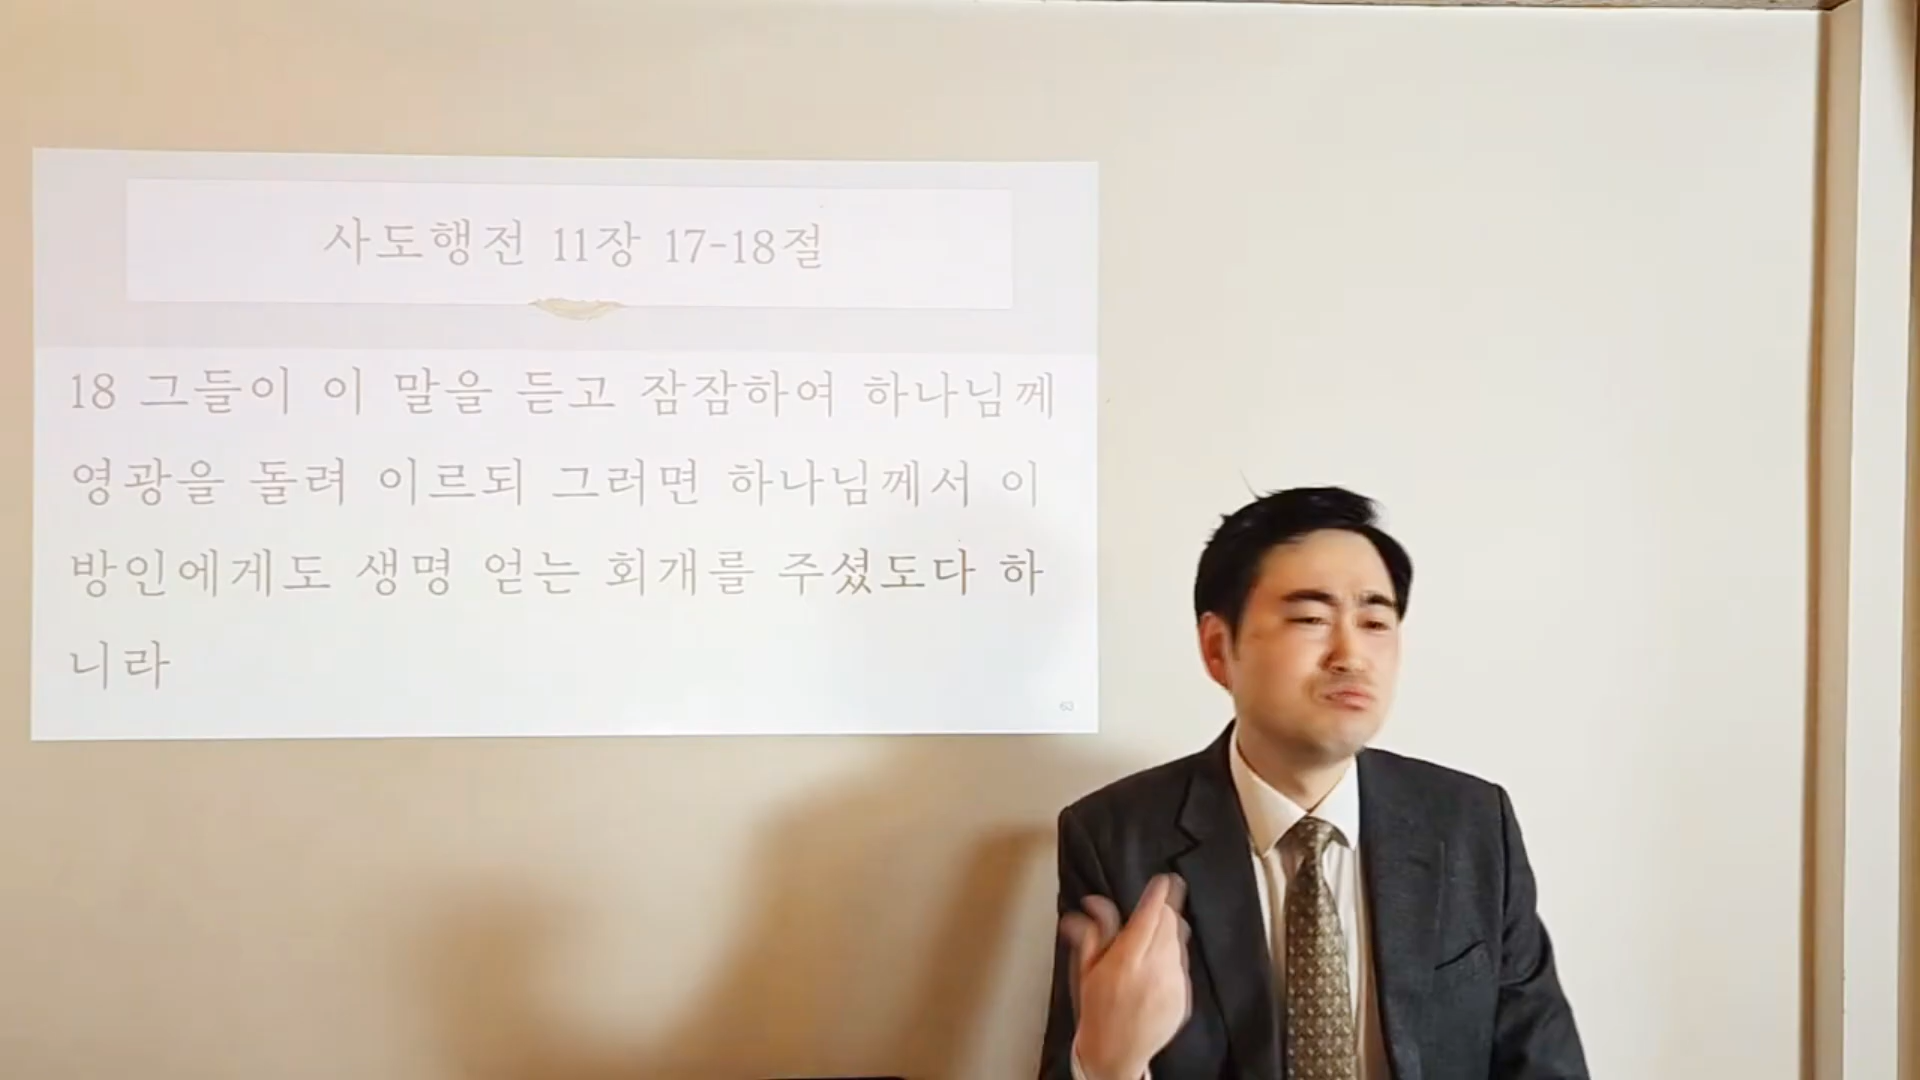 사도행전 11장 17-18절
18 그들이 이 말을 듣고 잠잠하여 하나님께
영광을 돌려 이르되 그러면 하나님께서 이
방인에게도 생명 얻는 회개를 주셨도다 하
니라
63